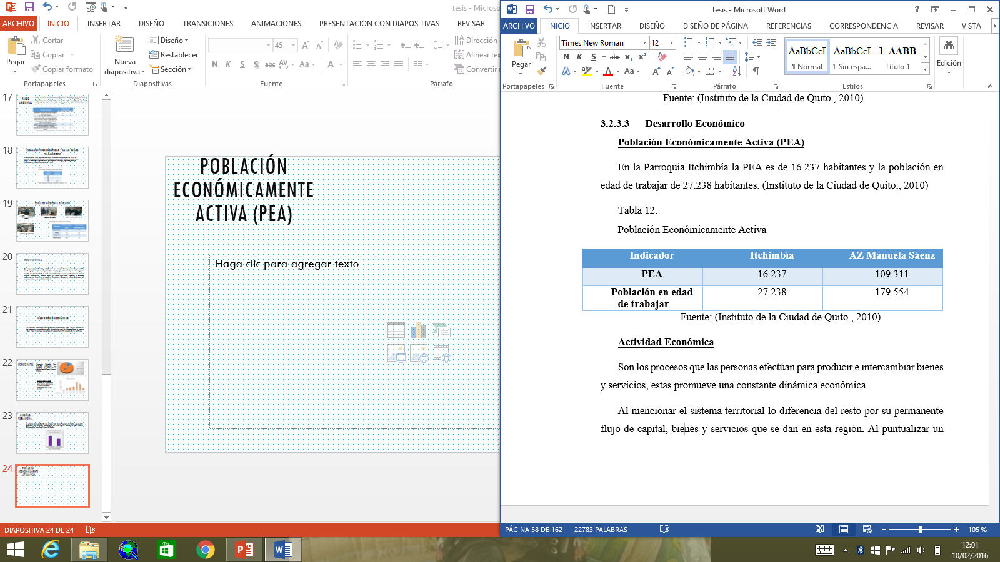 tesis - Microso
ARCHIVO INICIO INSERTAR DISEÑO TRANSICIONES ANIMACIONES PRESENTACIÓN CON DIAPOSITIVAS REVISAR
Pegar
Cortar
Copiar
Copiar formato
Portapapeles
Nueva
diapositiva
Diseño
Restablecer
Sección
Diapositivas
45
N K S S abc AV Aa A
Fuente
Dirección
Alinear tex
Convertir a
Párrafo
17
18
19
20
21
22
23
24
POBLACIÓN
ECONÓMICAMENTE
ACTIVA (PEA)
Haga clic para agregar texto
DIAPOSITIVA 24 DE 24
tesis - Microsoft Word
ARCHIVO INICIO INSERTAR DISEÑO DISEÑO DE PÁGINA REFERENCIAS CORRESPONDENCIA REVISAR VISTA
Pegar
Portapapeles
Times New Roman 12
N K S abc x₂ x²
A A Aa A A
Fuente
Párrafo
AaBbCcI AaBbCcI 1 AABB
¶ Normal ¶ Sin espa... Título 1
Estilos
Edición
Fuente: (Instituto de la Ciudad de Quito., 2010)
3.2.3.3 Desarrollo Económico
Población Económicamente Activa (PEA)
En la Parroquia Itchimbía la PEA es de 16.237 habitantes y la población en
edad de trabajar de 27.238 habitantes. (Instituto de la Ciudad de Quito., 2010)
Tabla 12.
Población Económicamente Activa
Indicador Itchimbía AZ Manuela Sáenz
PEA 16.237 109.311
Población en edad de trabajar 27.238 179.554
Fuente: (Instituto de la Ciudad de Quito., 2010)
Actividad Económica
Son los procesos que las personas efectúan para producir e intercambiar bienes
y servicios, estas promueve una constante dinámica económica.
Al mencionar el sistema territorial lo diferencia del resto por su permanente
flujo de capital, bienes y servicios que se dan en esta región. Al puntualizar un
PÁGINA 58 DE 162 22783 PALABRAS 105 %
12:01
10/02/2016